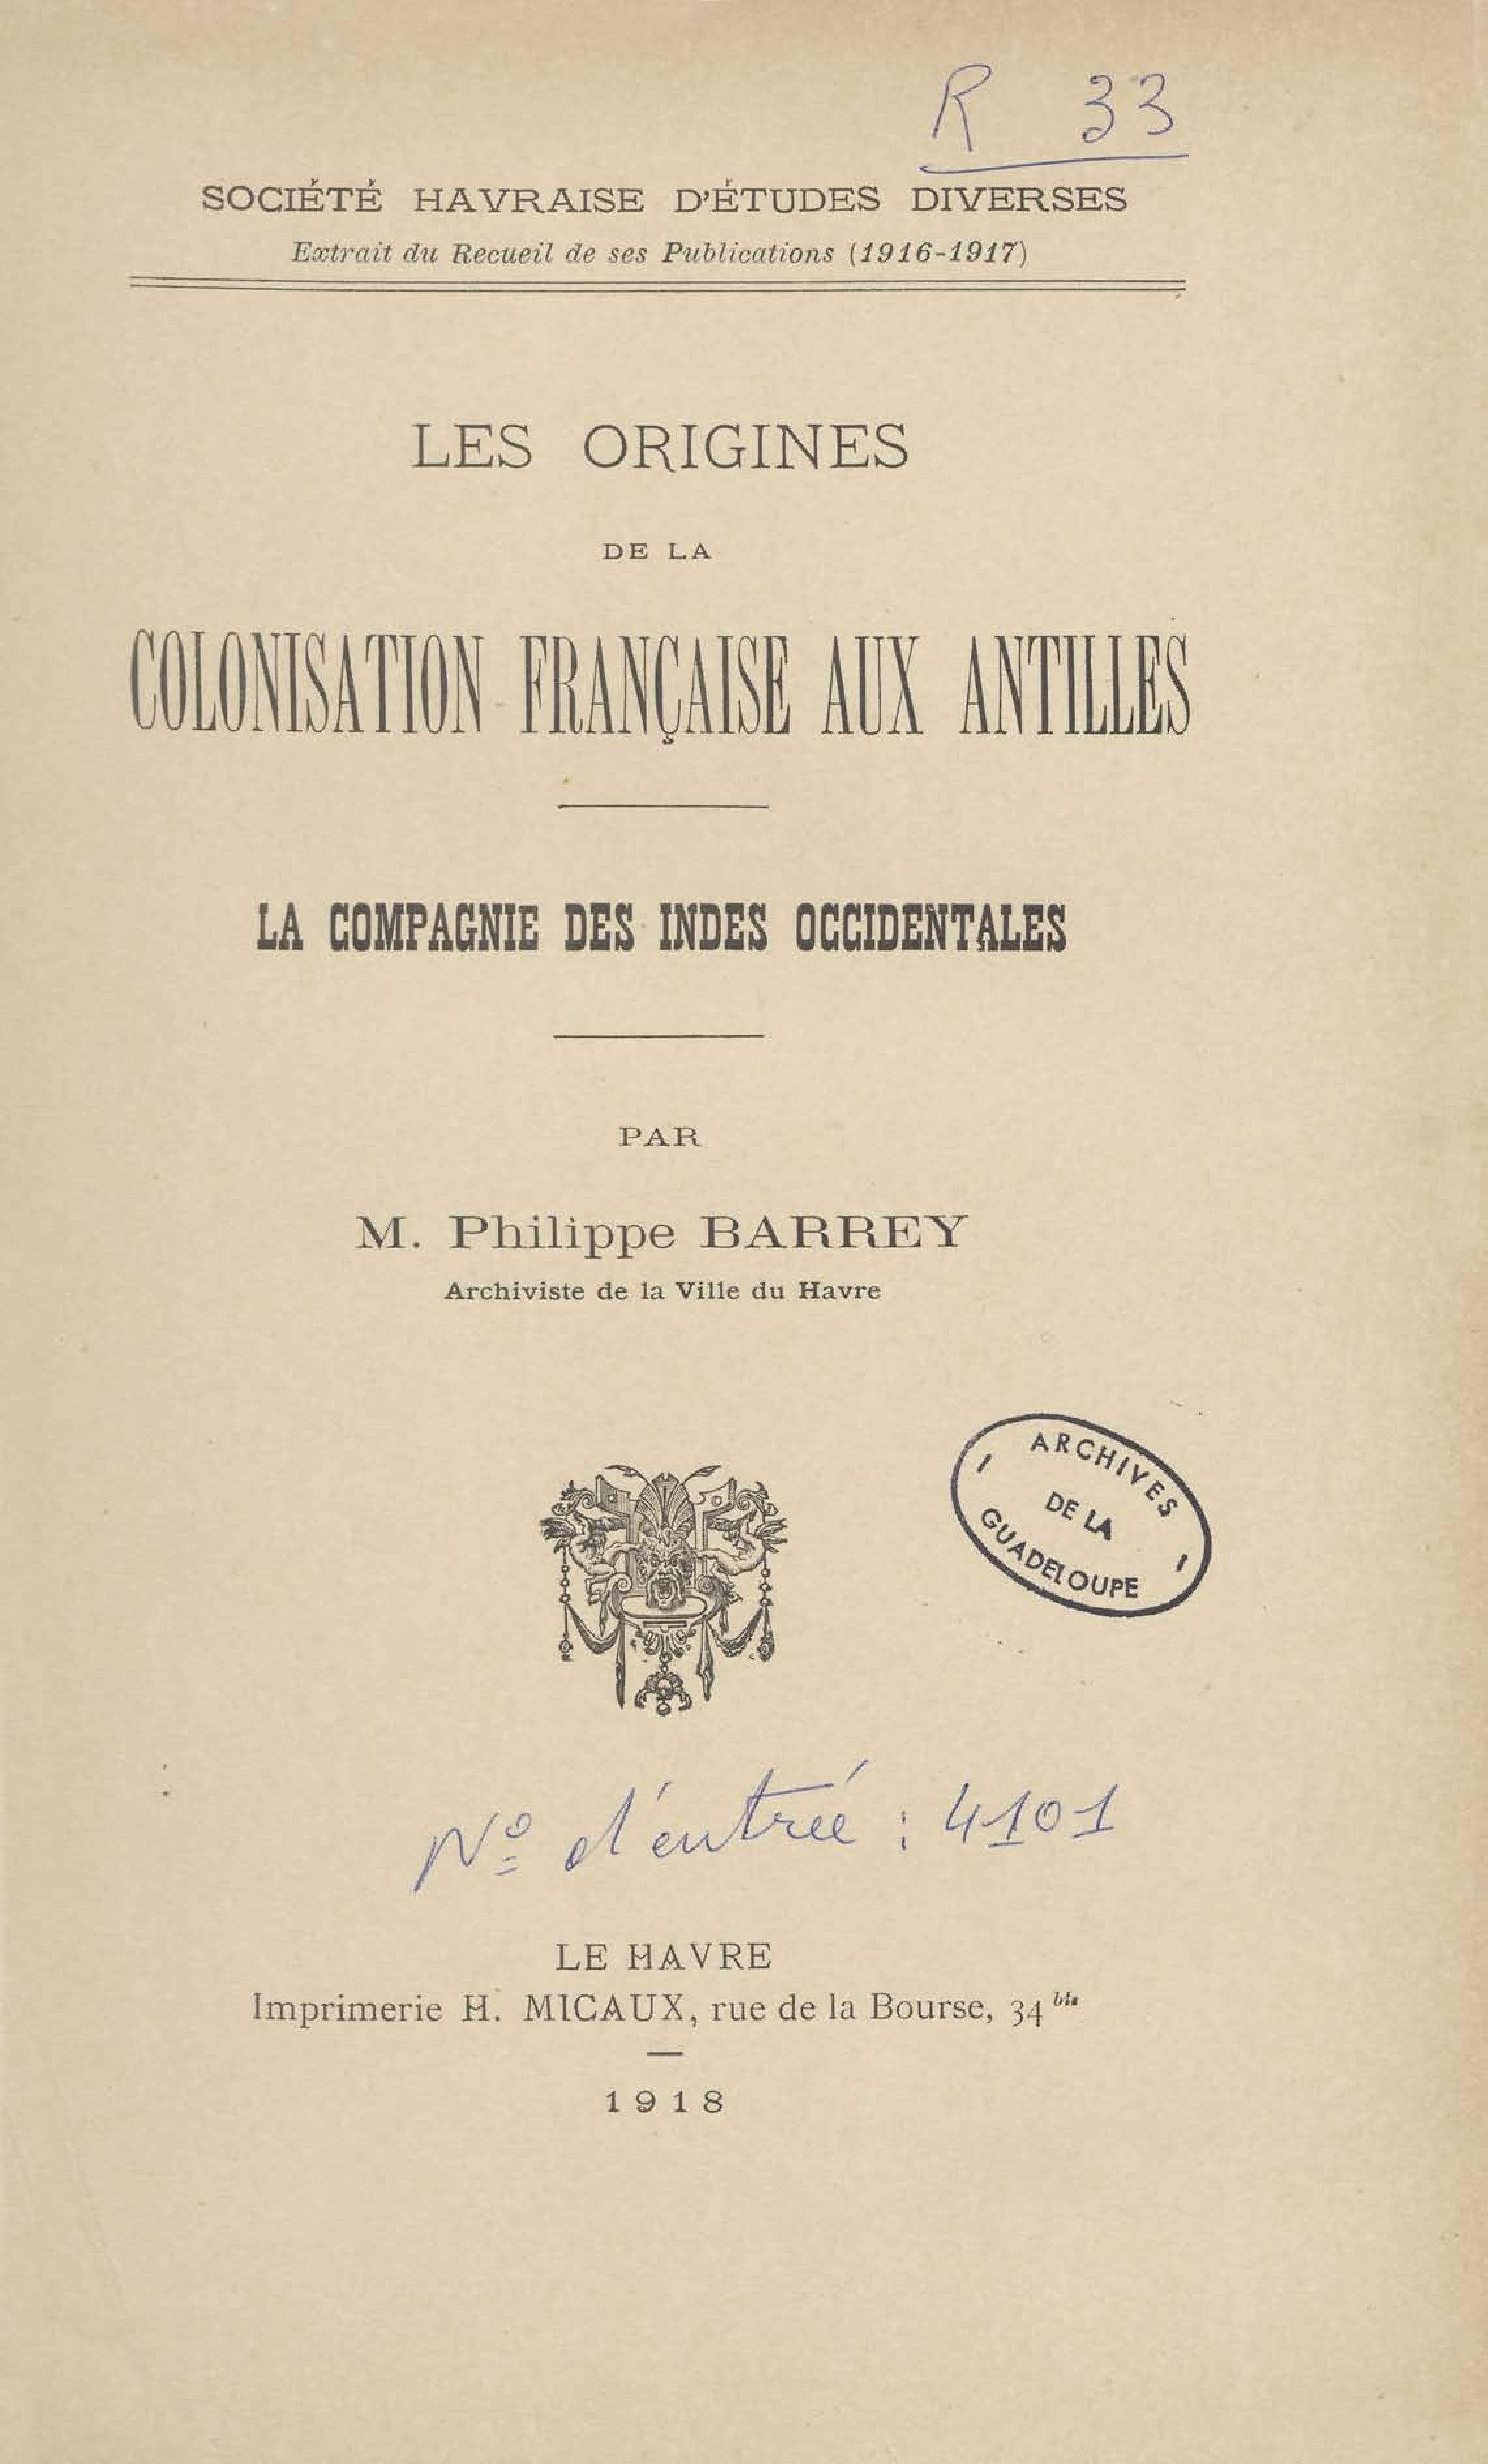 R 33
SOCIÉTÉ HAVRAISE D'ÉTUDES DIVERSES
Extrait du Recueil de ses Publications (1916-1917)
LES ORIGINES
DE LA
COLONISATION FRANÇAISE AUX ANTILLES
LA COMPAGNIE DES INDES OCCIDENTALES
PAR
M. Philippe BARREY
Archiviste de la Ville du Havre
ARCHIVES
DE LA
GUADELOUPE
Nº d'entrée : 4101
LE HAVRE
Imprimerie H. MICAUX, rue de la Bourse, 34 bis
1918